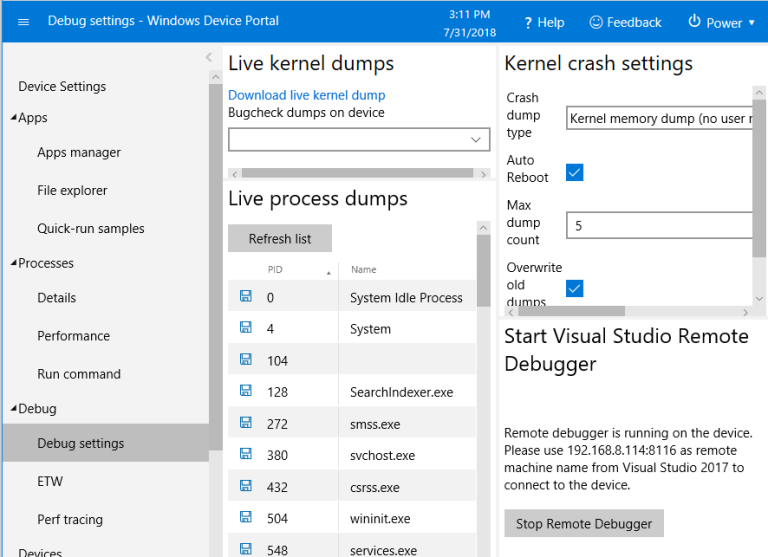 Debug settings - Windows Device Portal
3:11 PM
7/31/2018
? Help
Feedback
Power
Device Settings
Apps
Apps manager
File explorer
Quick-run samples
Processes
Details
Performance
Run command
Debug
Debug settings
ETW
Perf tracing
Devices
Live kernel dumps
Download live kernel dump
Bugcheck dumps on device
Live process dumps
Refresh list
PID Name
0 System Idle Process
4 System
104
128 SearchIndexer.exe
272 smss.exe
380 svchost.exe
432 csrss.exe
504 wininit.exe
548 services.exe
Kernel crash settings
Crash
dump
type
Kernel memory dump (no user
Auto
Reboot
Max
dump
count
5
Overwrite
old
dumps
Start Visual Studio Remote
Debugger
Remote debugger is running on the device.
Please use 192.168.8.114:8116 as remote
machine name from Visual Studio 2017 to
connect to the device.
Stop Remote Debugger